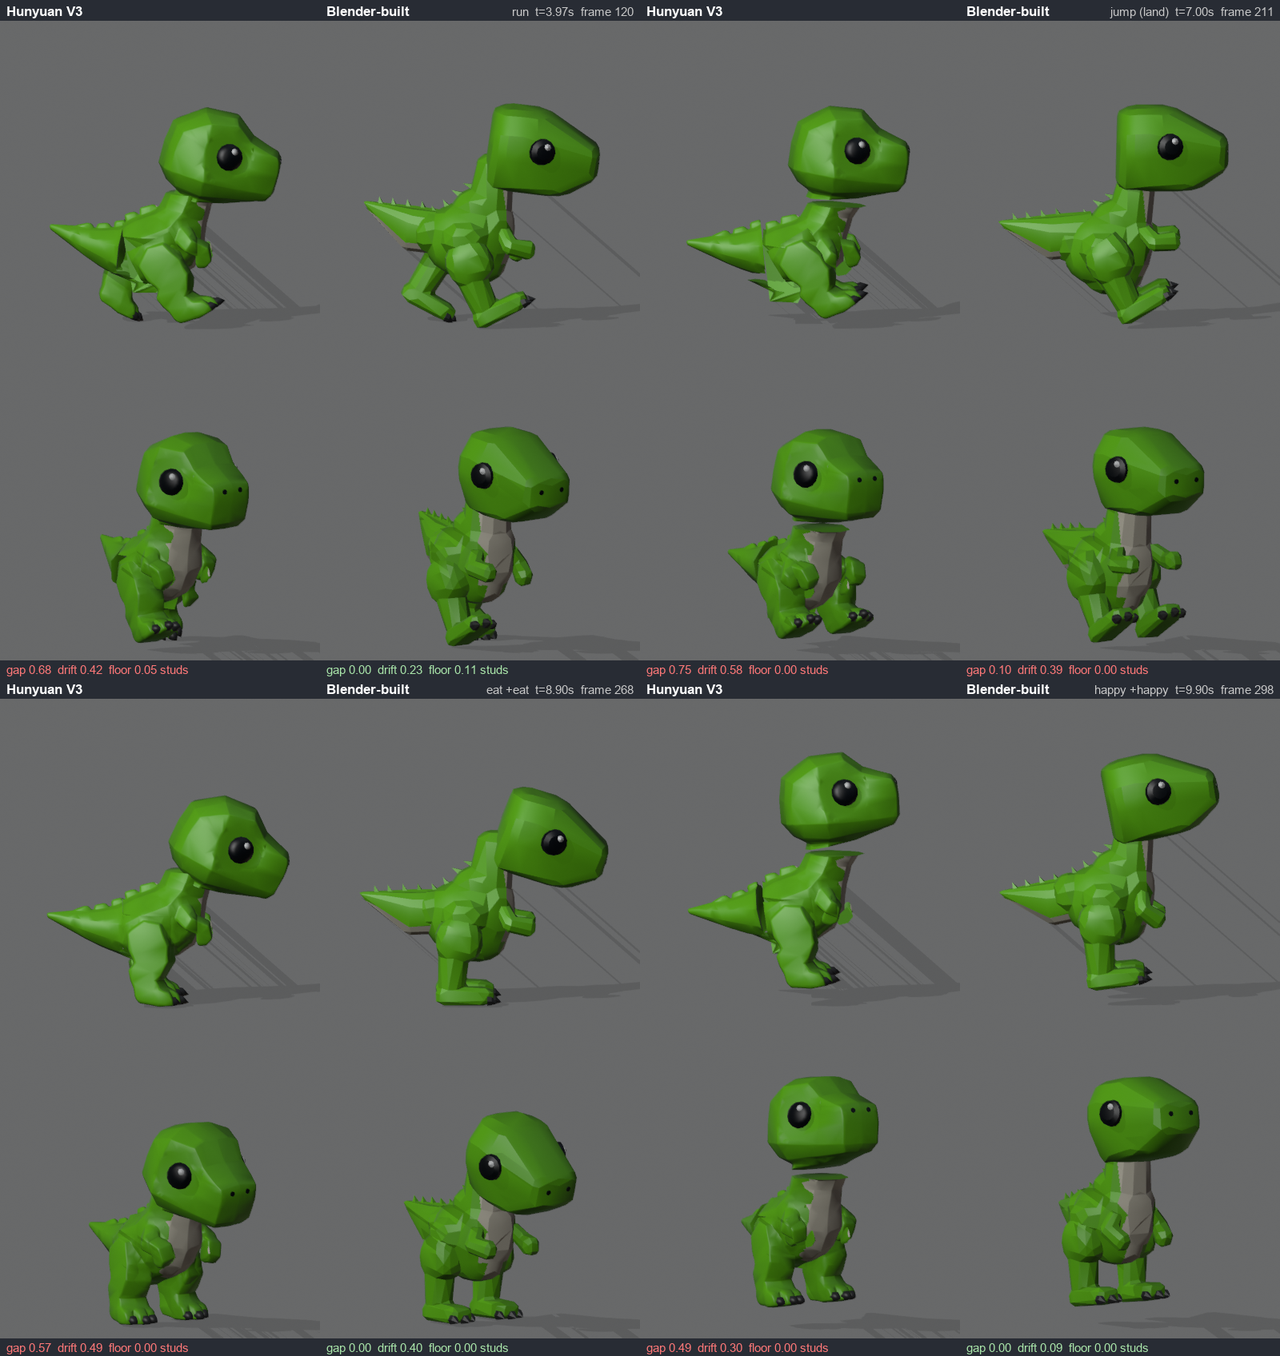 Hunyuan V3
Blender-built run t=3.97s frame 120
Hunyuan V3
Blender-built jump (land) t=7.00s frame 211
gap 0.68 drift 0.42 floor 0.05 studs
gap 0.00 drift 0.23 floor 0.11 studs
gap 0.75 drift 0.58 floor 0.00 studs
gap 0.10 drift 0.39 floor 0.00 studs
Hunyuan V3
Blender-built eat +eat t=8.90s frame 268
Hunyuan V3
Blender-built happy +happy t=9.90s frame 298
gap 0.57 drift 0.49 floor 0.00 studs
gap 0.00 drift 0.40 floor 0.00 studs
gap 0.49 drift 0.30 floor 0.00 studs
gap 0.00 drift 0.09 floor 0.00 studs